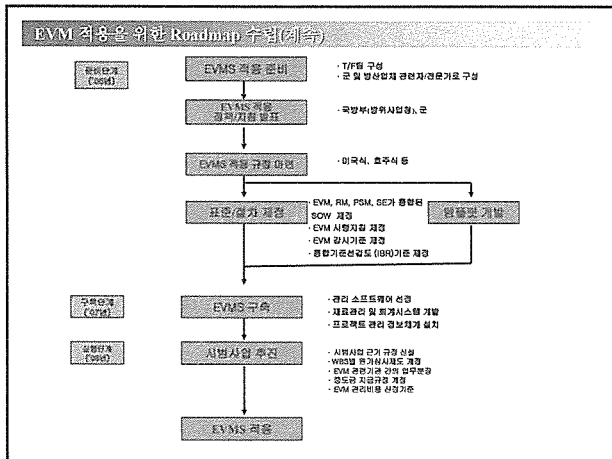 EVM 적용을 위한 Roadmap 수립(계속)
준비단계
('06년)
EVMS 적용 준비
· T/F팀 구성
· 군 및 방산업체 관련자/전문가로 구성
EVMS 적용
정책/지침 발표
· 국방부(방위사업청), 군
EVMS 적용 규정 마련
· 미국식, 호주식 등
표준/절차 제정
· EVM, RM, PSM, SE가 통합된
SOW 제정
· EVM 시행지침 제정
· EVM 감시기준 제정
· 통합기준선검토 (IBR)기준 제정
템플릿 개발
구축단계
('07년)
EVMS 구축
· 관리 소프트웨어 선정
· 재료관리 및 회계시스템 개발
· 프로젝트 관리 정보체계 설치
실행단계
('08년)
시범사업 추진
· 시범사업 근거 규정 신설
· WBS별 원가심사제도 개정
· EVM 관련기관 간의 업무분장
· 중도금 지급규정 개정
· EVM 관리비용 산정기준
EVMS 적용